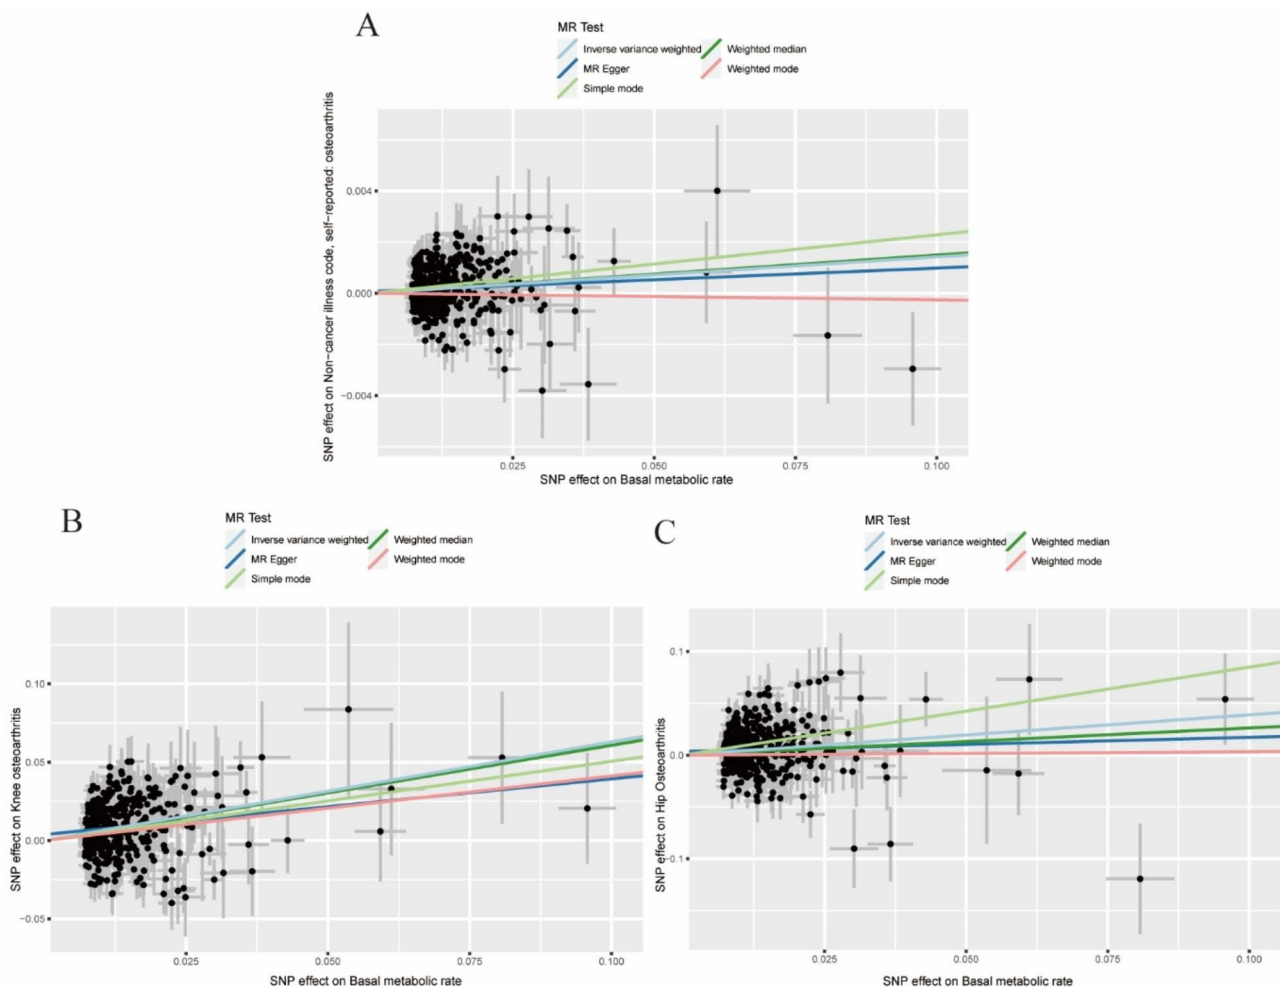 A
MR Test
Inverse variance weighted
Weighted median
MR Egger
Weighted mode
Simple mode
SNP effect on Non−cancer illness code, self−reported: osteoarthritis
0.004
0.000
−0.004
0.025 0.050 0.075 0.100
SNP effect on Basal metabolic rate
B
MR Test
Inverse variance weighted
Weighted median
MR Egger
Weighted mode
Simple mode
SNP effect on Knee osteoarthritis
0.10
0.05
0.00
−0.05
0.025 0.050 0.075 0.100
SNP effect on Basal metabolic rate
C
MR Test
Inverse variance weighted
Weighted median
MR Egger
Weighted mode
Simple mode
SNP effect on Hip Osteoarthritis
0.1
0.0
−0.1
0.025 0.050 0.075 0.100
SNP effect on Basal metabolic rate